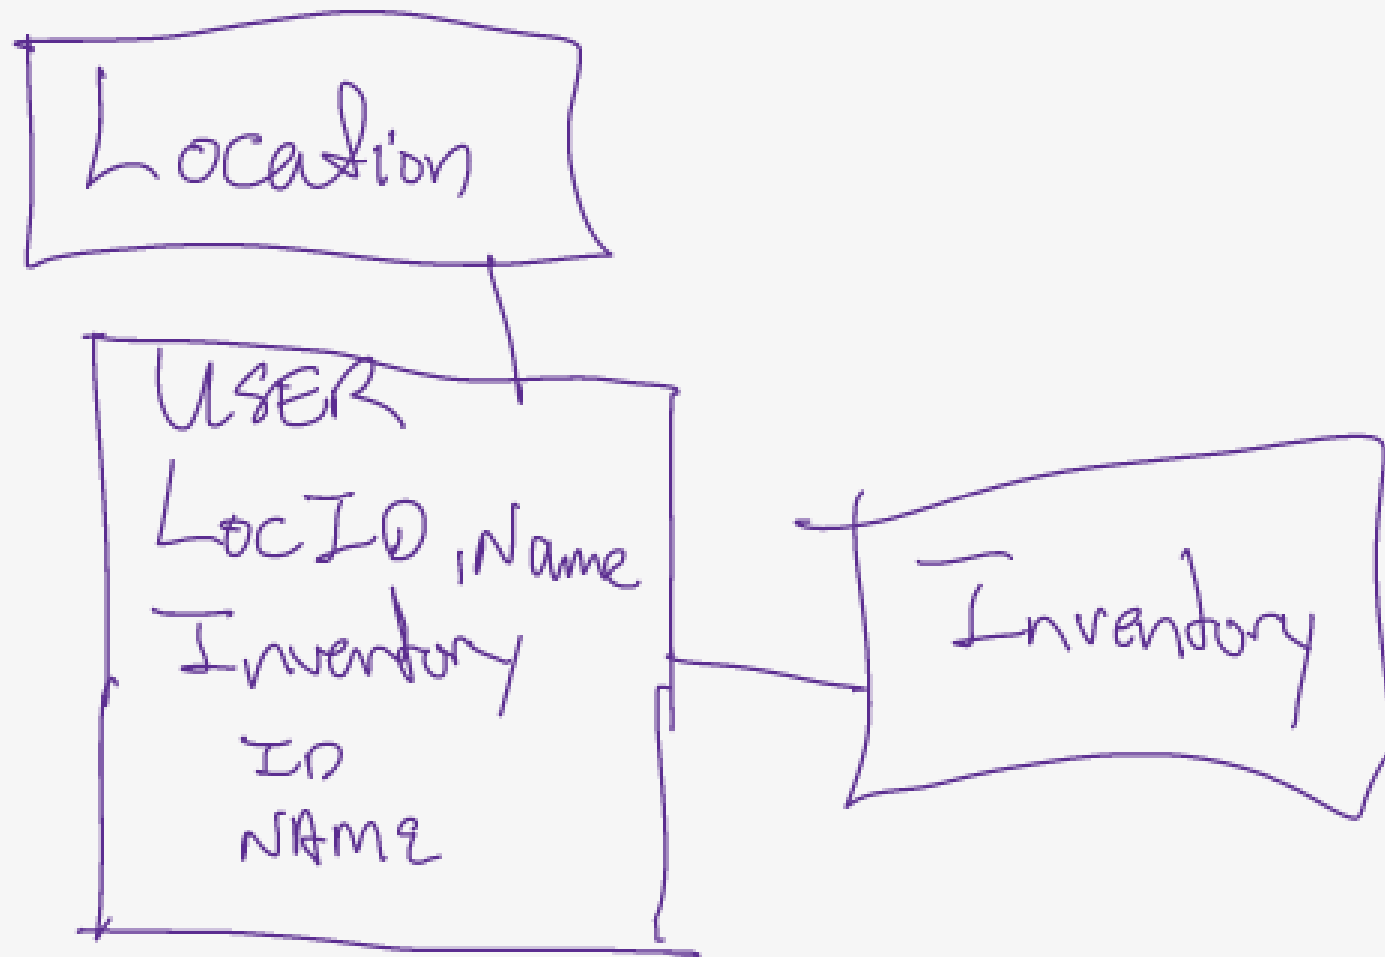 Location
USER
LocID, Name
Inventory
ID
NAME
Inventory